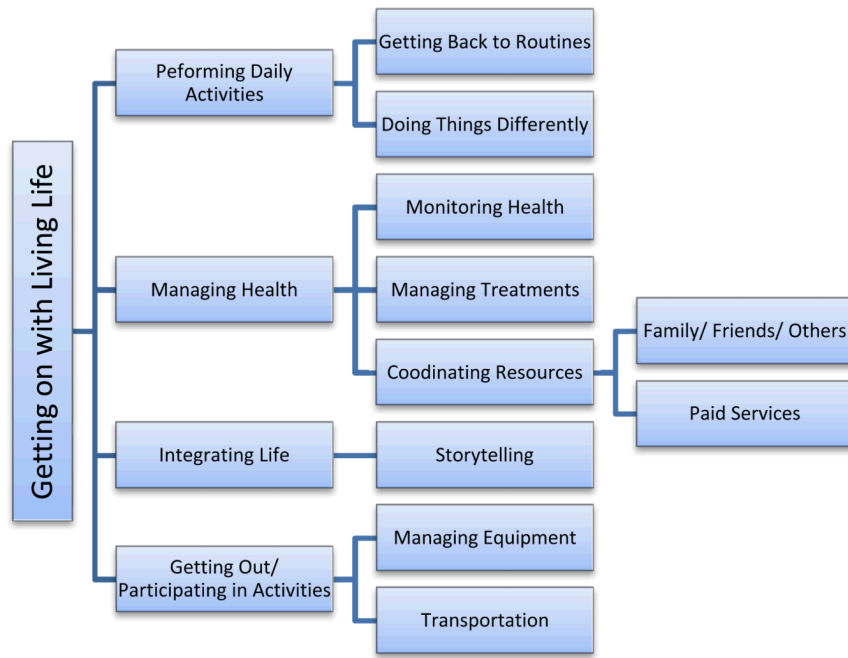 Getting on with Living Life
Peforming Daily
Activities
Getting Back to Routines
Doing Things Differently
Managing Health
Monitoring Health
Managing Treatments
Coodinating Resources
Family/ Friends/ Others
Paid Services
Integrating Life
Storytelling
Getting Out/
Participating in Activities
Managing Equipment
Transportation